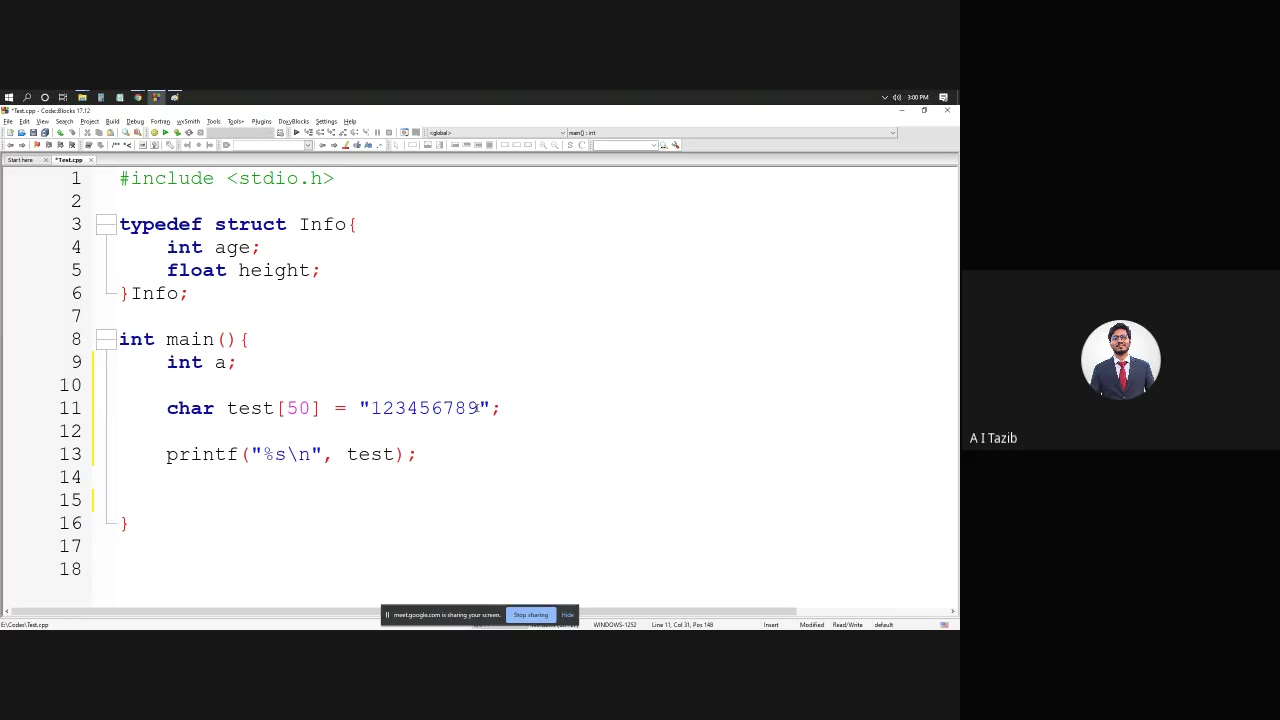 3:00 PM
*Test.cpp - Code::Blocks 17.12
File Edit View Search Project Build Debug Fortran wxSmith Tools Tools+ Plugins DoxyBlocks Settings Help
<global> main() : int
Start here *Test.cpp
1 #include <stdio.h>
2
3 typedef struct Info{
4 int age;
5 float height;
6 }Info;
7
8 int main(){
9 int a;
10
11 char test[50] = "123456789";
12
13 printf("%s\n", test);
14
15
16 }
17
18
A I Tazib
meet.google.com is sharing your screen. Stop sharing Hide
E:\Codes\Test.cpp WINDOWS-1252 Line 11, Col 31, Pos 148 Insert Modified Read/Write default